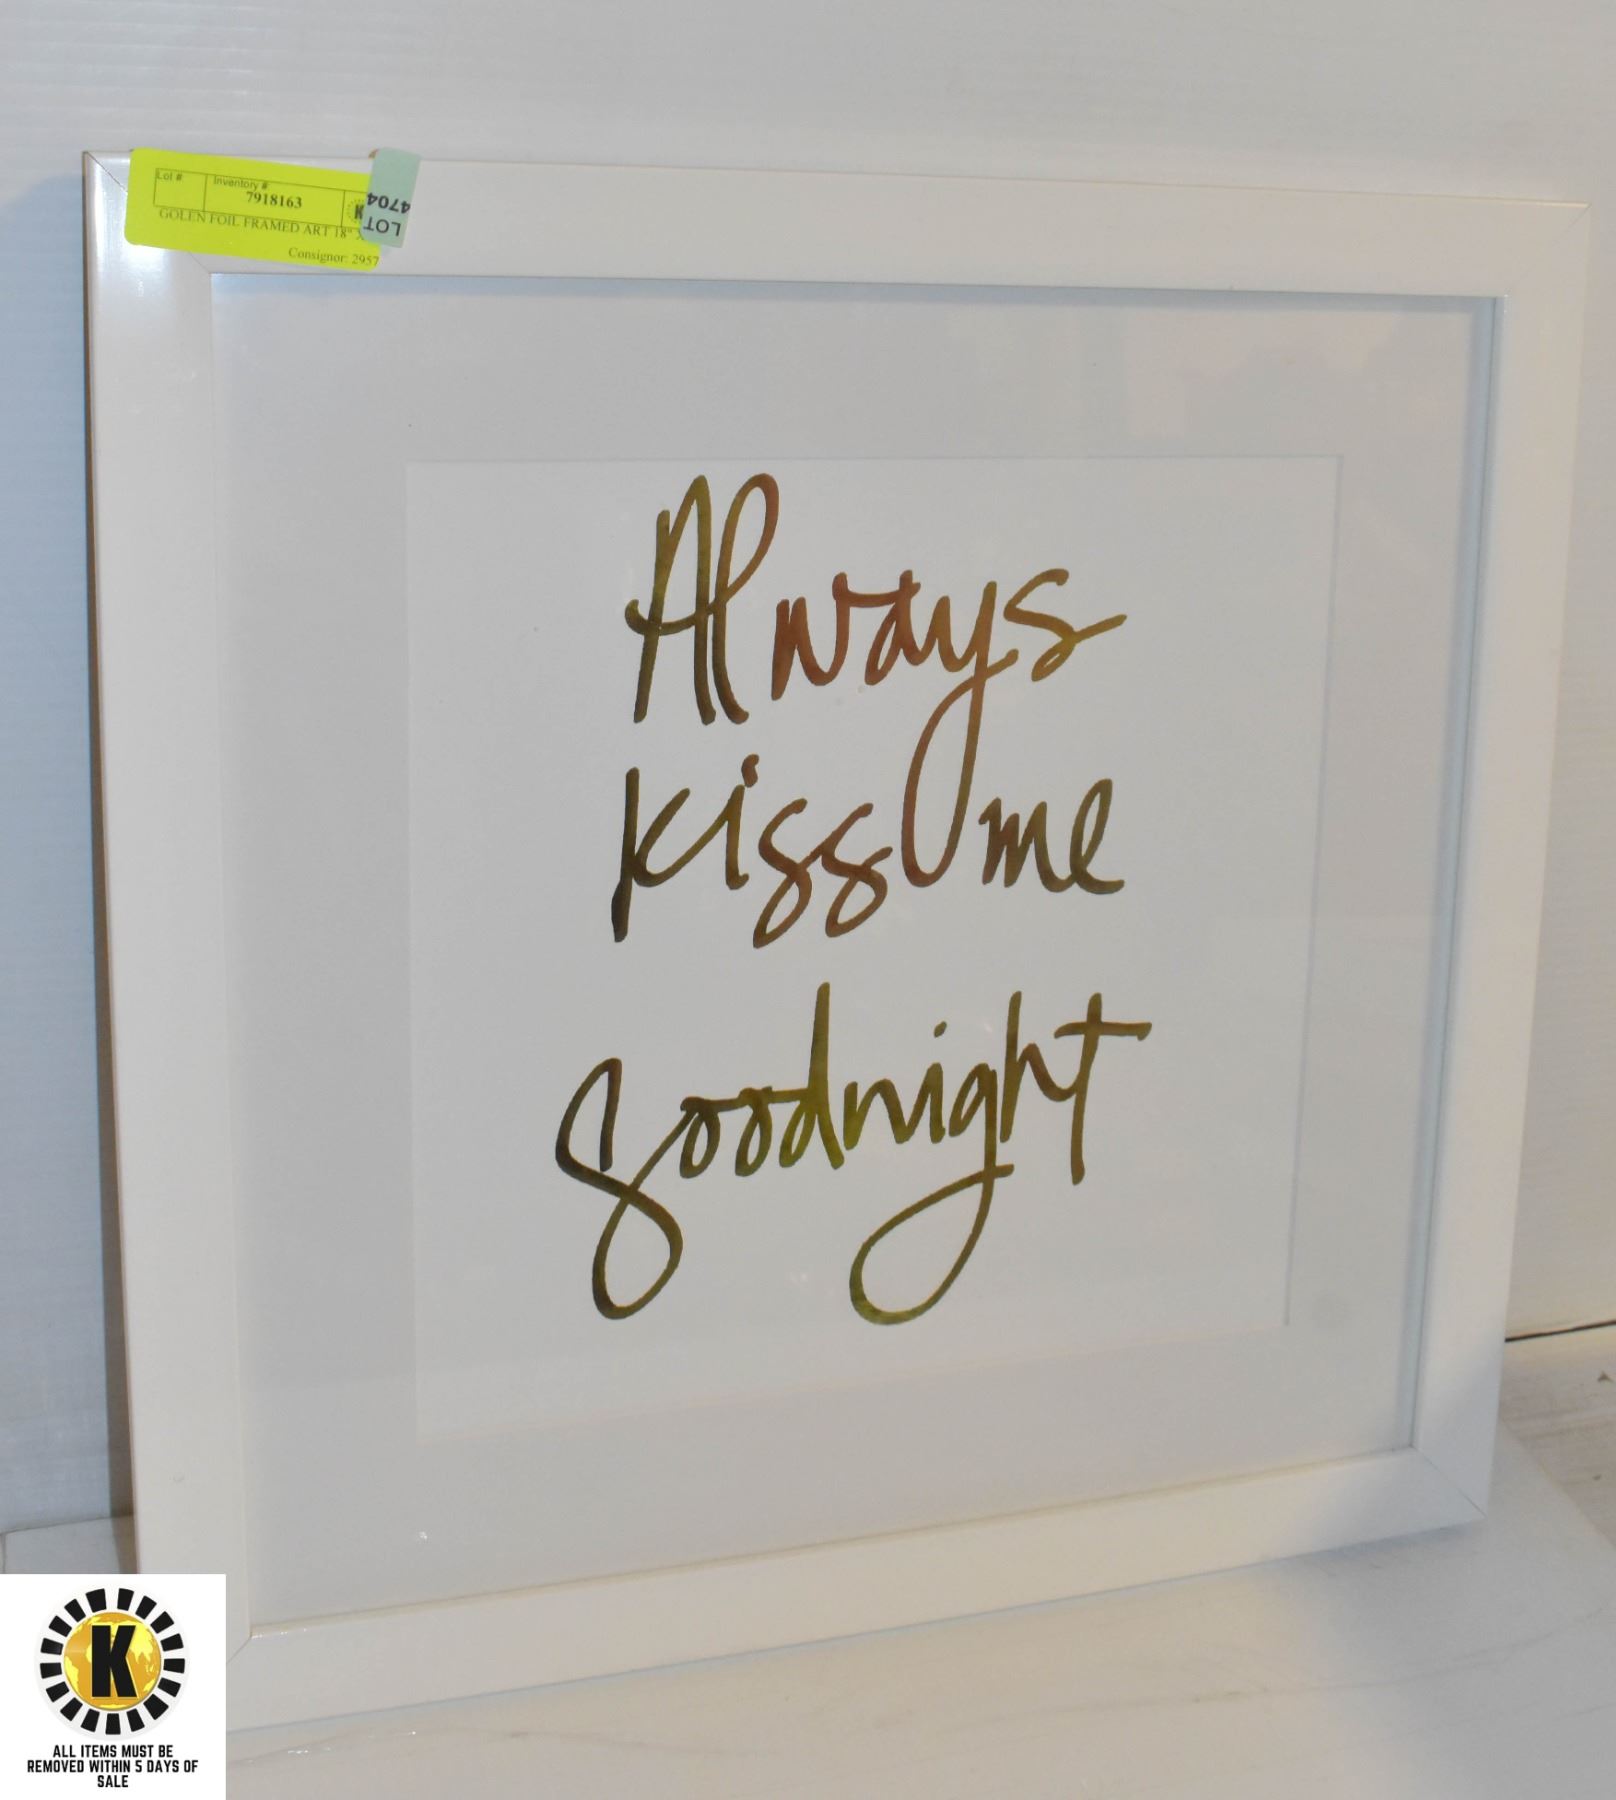 Lot #
Inventory #
7918163
K
GOLEN FOIL FRAMED ART 18" X
Consignor: 2957
LOT
4704
Always
kiss me
goodnight
K
ALL ITEMS MUST BE
REMOVED WITHIN 5 DAYS OF
SALE